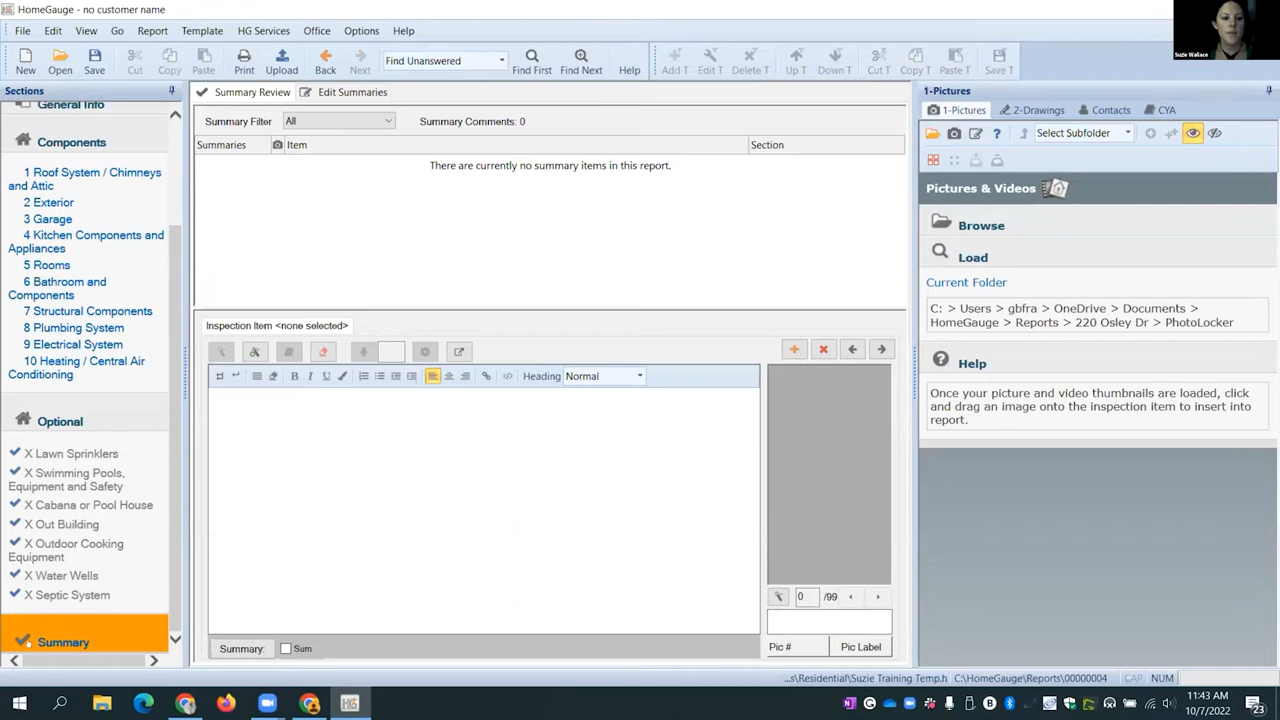 HomeGauge - no customer name
File Edit View Go Report Template HG Services Office Options Help
New Open Save Cut Copy Paste Print Upload Back Next Find Unanswered Find First Find Next Help Add T Edit T Delete T Up T Down T Cut T Copy T Paste T Save T
Suzie Wallace
Sections
General Info
Components
1 Roof System / Chimneys
and Attic
2 Exterior
3 Garage
4 Kitchen Components and
Appliances
5 Rooms
6 Bathroom and
Components
7 Structural Components
8 Plumbing System
9 Electrical System
10 Heating / Central Air
Conditioning
Optional
X Lawn Sprinklers
X Swimming Pools,
Equipment and Safety
X Cabana or Pool House
X Out Building
X Outdoor Cooking
Equipment
X Water Wells
X Septic System
Summary
Summary Review Edit Summaries
Summary Filter All Summary Comments: 0
Summaries Item Section
There are currently no summary items in this report.
Inspection Item <none selected>
B I U Heading Normal
0 /99
Summary: Sum
Pic # Pic Label
1-Pictures
1-Pictures 2-Drawings Contacts CYA
Select Subfolder
Pictures & Videos
Browse
Load
Current Folder
C: > Users > gbfra > OneDrive > Documents >
HomeGauge > Reports > 220 Osley Dr > PhotoLocker
Help
Once your picture and video thumbnails are loaded, click
and drag an image onto the inspection item to insert into
report.
...s\Residential\Suzie Training Temp.h C:\HomeGauge\Reports\00000004 CAP NUM
HG
11:43 AM
10/7/2022
23